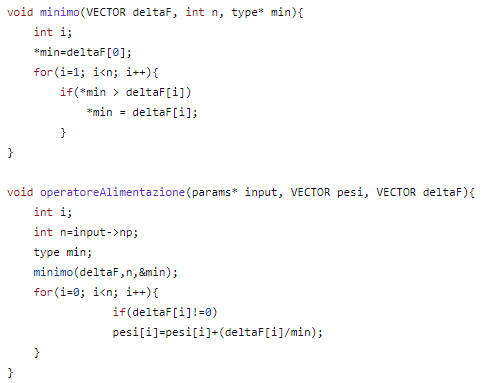 void minimo(VECTOR deltaF, int n, type* min){
    int i;
    *min=deltaF[0];
    for(i=1; i<n; i++){
        if(*min > deltaF[i])
            *min = deltaF[i];
        }
}

void operatoreAlimentazione(params* input, VECTOR pesi, VECTOR deltaF){
    int i;
    int n=input->np;
    type min;
    minimo(deltaF,n,&min);
    for(i=0; i<n; i++){
                if(deltaF[i]!=0)
                pesi[i]=pesi[i]+(deltaF[i]/min);
    }
}